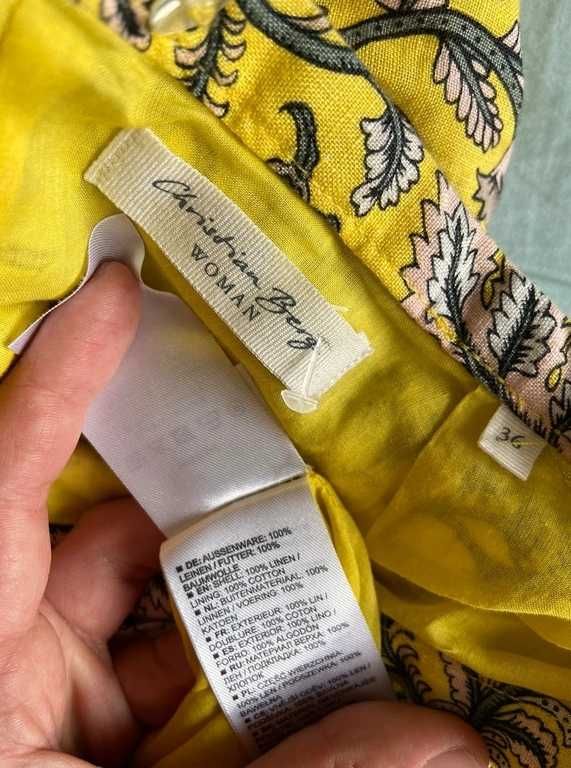 Christian Berg
WOMAN
36
■ DE: AUSSENWARE: 100%
LEINEN / FUTTER: 100%
BAUMWOLLE
■ EN: SHELL: 100% LINEN /
LINING: 100% COTTON
■ NL: BUITENMATERIAAL: 100%
LINNEN / VOERING: 100%
KATOEN
■ FR: EXTERIEUR: 100% LIN /
DOUBLURE: 100% COTON
■ ES: EXTERIOR: 100% LINO /
FORRO: 100% ALGODÓN
■ RU: МАТЕРИАЛ ВЕРХА: 100%
ЛЕН / ПОДКЛАДКА: 100%
ХЛОПОК
■ PL: CZĘŚĆ WIERZCHNIA:
100% LEN / PODSZEWKA: 100%
BAWEŁNA
100% LEN /